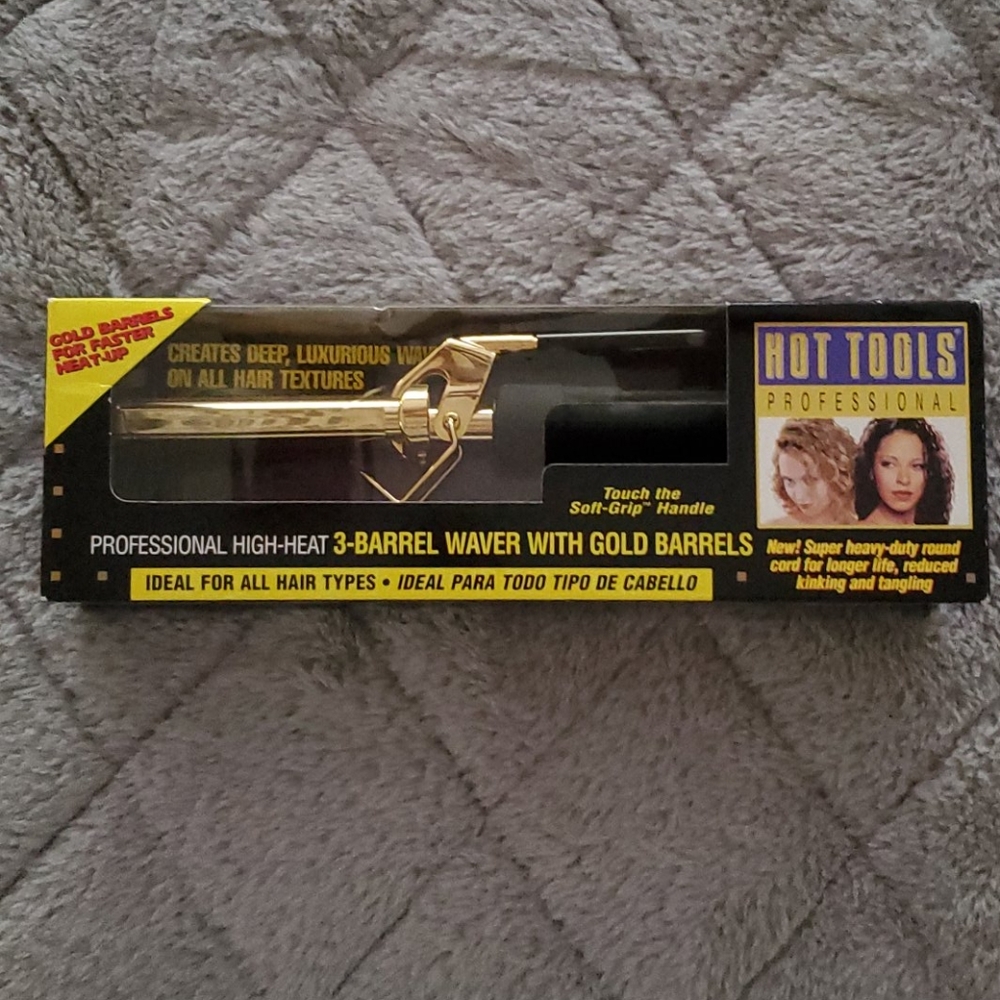 GOLD BARRELS
FOR FASTER
HEAT-UP
CREATES DEEP, LUXURIOUS
ON ALL HAIR TEXTURES
HOT TOOLS®
PROFESSIONAL
Touch the
Soft-Grip™ Handle
PROFESSIONAL HIGH-HEAT 3-BARREL WAVER WITH GOLD BARRELS
IDEAL FOR ALL HAIR TYPES • IDEAL PARA TODO TIPO DE CABELLO
New! Super heavy-duty round
cord for longer life, reduced
kinking and tangling